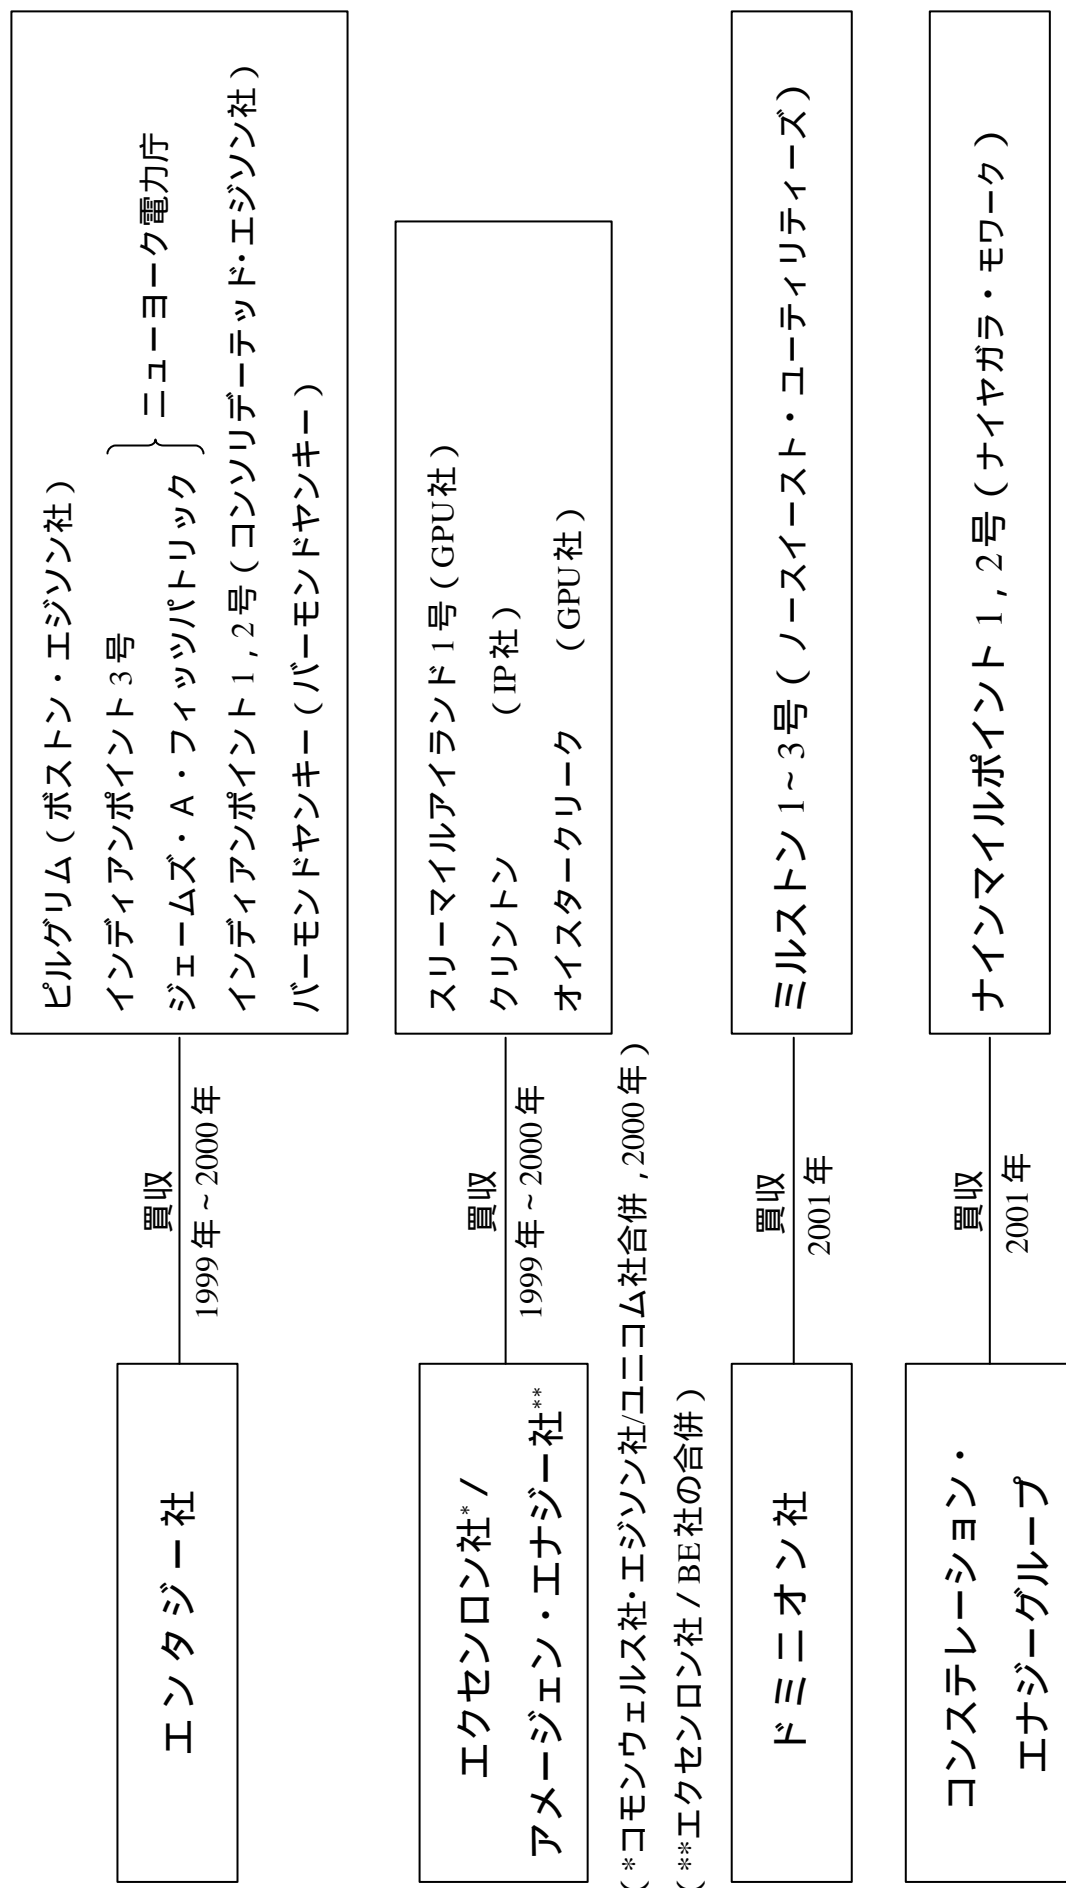 エンタジー社
買収
1999年~2000年
ピルグリム(ボストン・エジソン社)
インディアンポイント3号
ジェームズ・A・フィッツパトリック
ニューヨーク電力庁
インディアンポイント1,2号(コンソリデーテッド・エジソン社)
バーモンドヤンキー(バーモンドヤンキー)
エクセンロン社*/
アメージェン・エナジー社**
買収
1999年~2000年
スリーマイルアイランド1号(GPU社)
クリントン (IP社)
オイスタークリーク (GPU社)
(*コモンウェルス社・エジソン社/ユニコム社合併,2000年)
(**エクセンロン社/BE社の合併)
ドミニオン社
買収
2001年
ミルストン1~3号(ノースイースト・ユーティリティーズ)
コンステレーション・
エナジーグループ
買収
2001年
ナインマイルポイント1,2号(ナイヤガラ・モワーク)